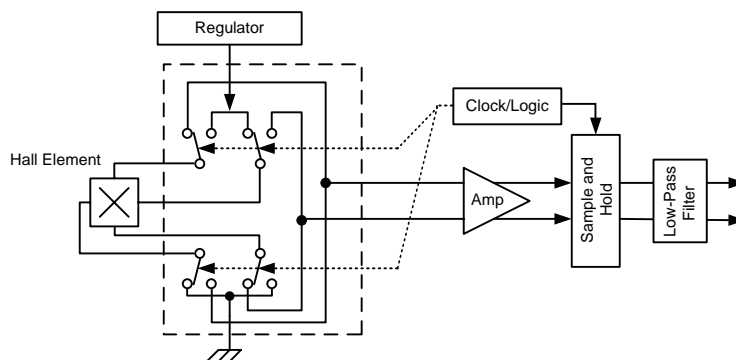 Regulator
Clock/Logic
Hall Element
Amp
Sample and
Hold
Low-Pass
Filter